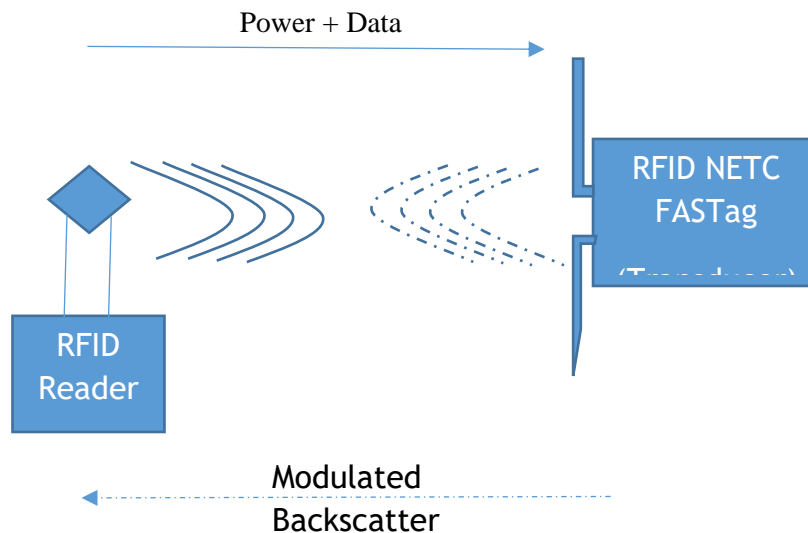 Power + Data
RFID NETC
FASTag
RFID
Reader
Modulated
Backscatter